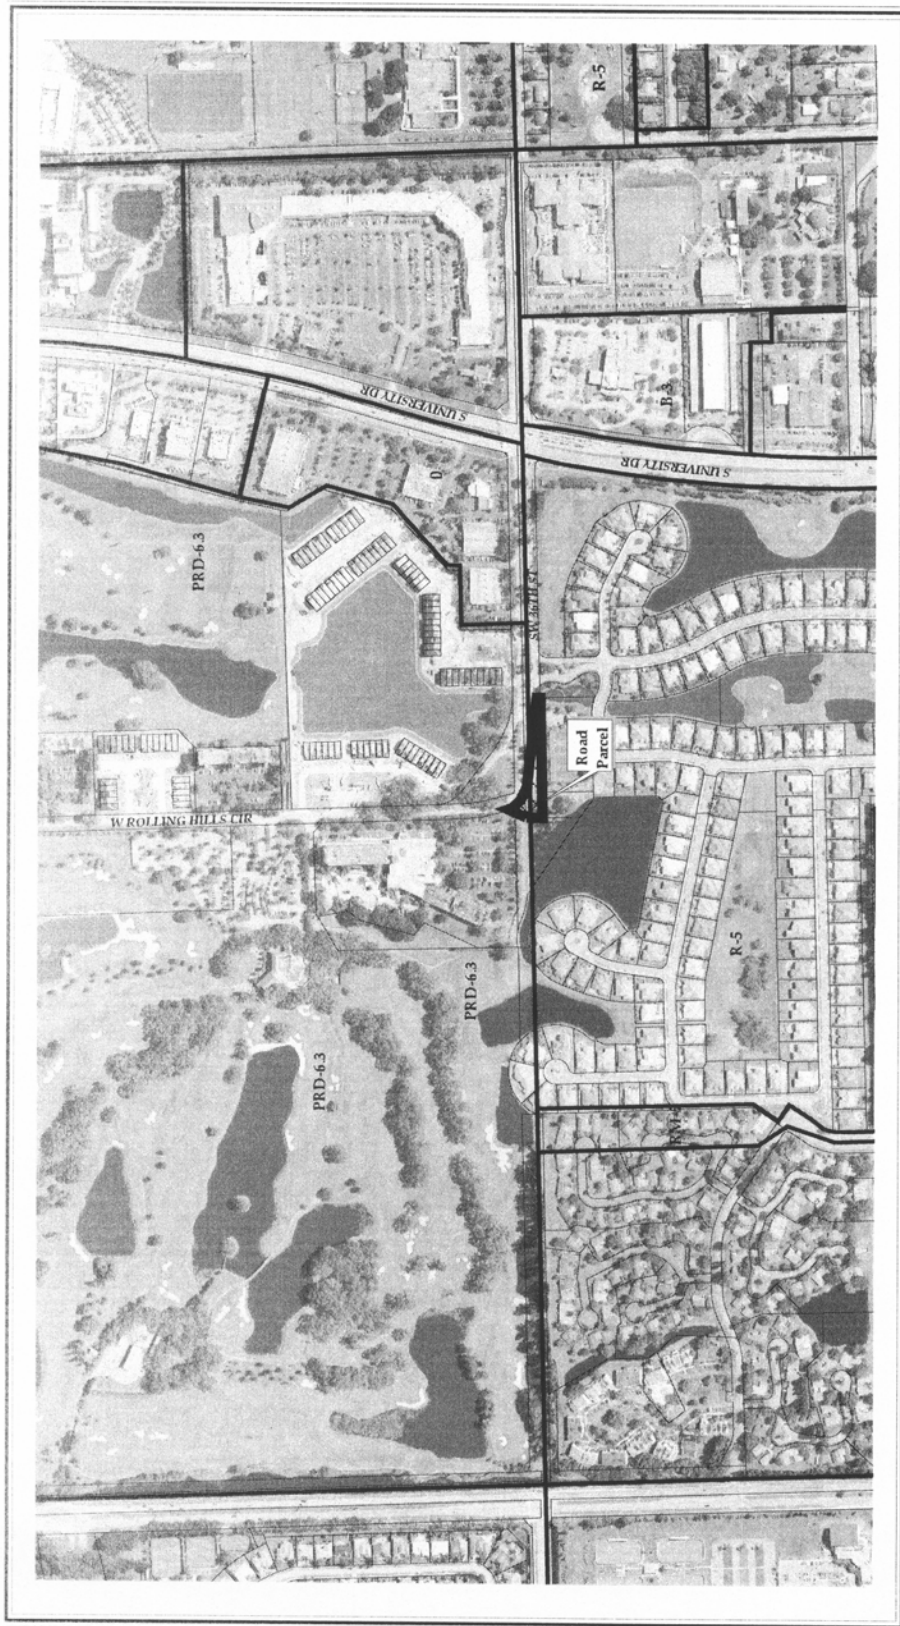 R-5
S UNIVERSITY DR
B-3
S UNIVERSITY DR
O
PRD-6.3
SW 36TH ST
Road
Parcel
W ROLLING HILLS CIR
R-5
PRD-6.3
PRD-6.3